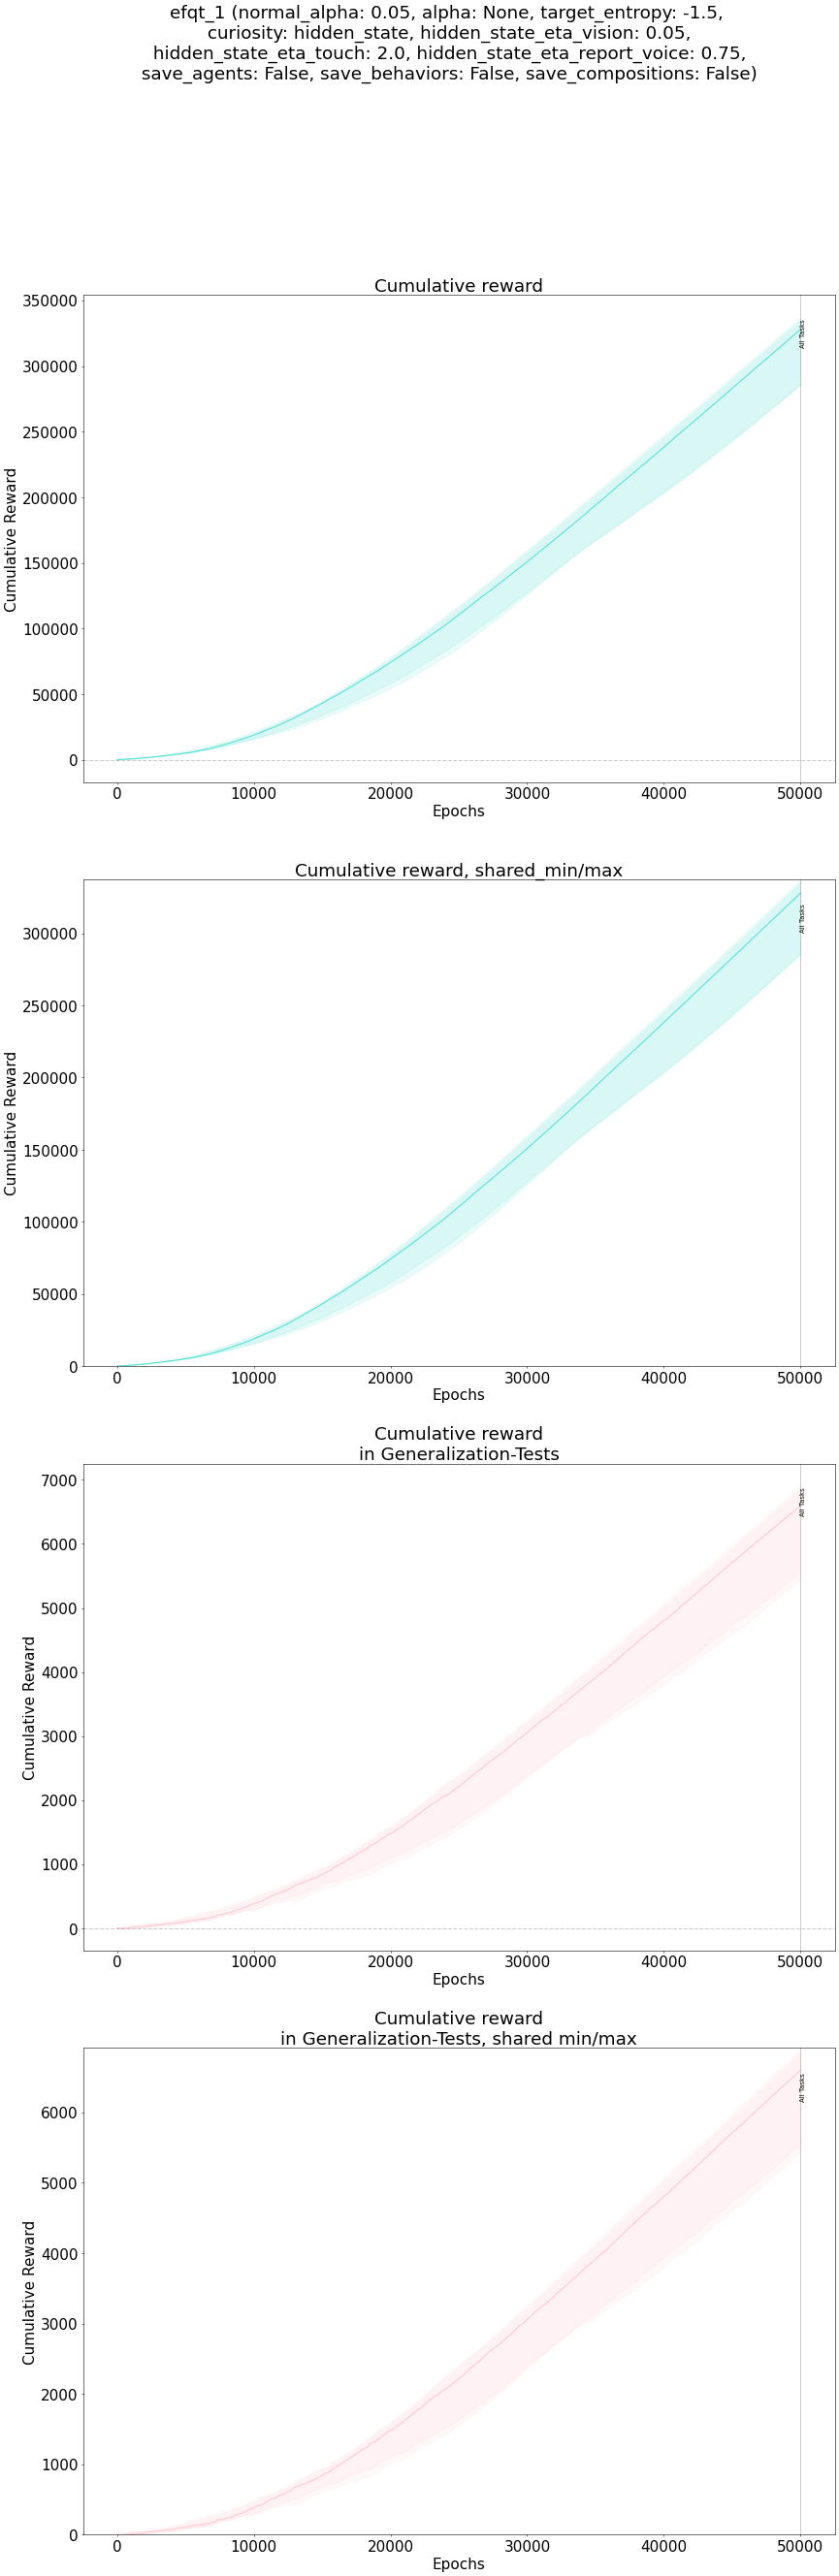 efqt_1 (normal_alpha: 0.05, alpha: None, target_entropy: -1.5,
curiosity: hidden_state, hidden_state_eta_vision: 0.05,
hidden_state_eta_touch: 2.0, hidden_state_eta_report_voice: 0.75,
save_agents: False, save_behaviors: False, save_compositions: False)
Cumulative reward
350000
300000
250000
200000
150000
100000
50000
0
Cumulative Reward
All Tasks
0 10000 20000 30000 40000 50000
Epochs
Cumulative reward, shared_min/max
300000
250000
200000
150000
100000
50000
0
Cumulative Reward
All Tasks
0 10000 20000 30000 40000 50000
Epochs
Cumulative reward
in Generalization-Tests
7000
6000
5000
4000
3000
2000
1000
0
Cumulative Reward
All Tasks
0 10000 20000 30000 40000 50000
Epochs
Cumulative reward
in Generalization-Tests, shared min/max
6000
5000
4000
3000
2000
1000
0
Cumulative Reward
All Tasks
0 10000 20000 30000 40000 50000
Epochs